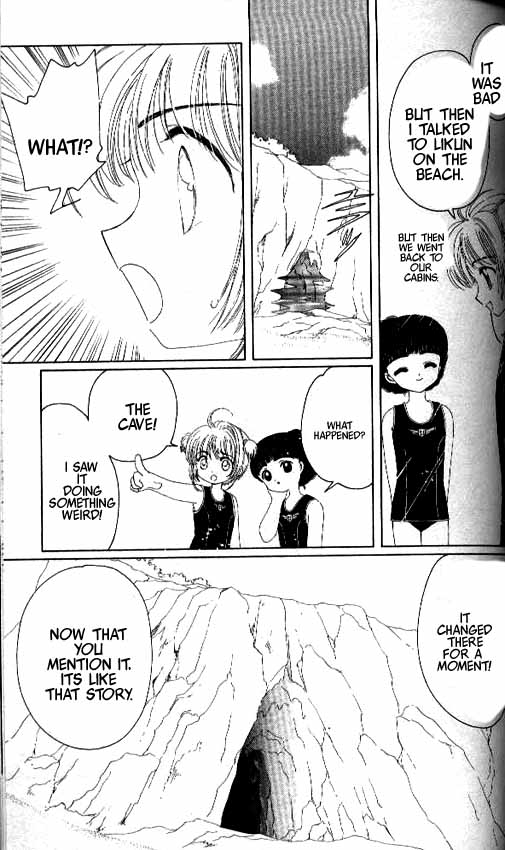 IT
WAS
BAD
BUT THEN
I TALKED
TO LIKUN
ON THE
BEACH.
BUT THEN
WE WENT
BACK TO
OUR
CABINS.
WHAT!?
WHAT
HAPPENED?
THE
CAVE!
I SAW
IT
DOING
SOMETHING
WEIRD!
IT
CHANGED
THERE
FOR A
MOMENT!
NOW THAT
YOU
MENTION IT.
ITS LIKE
THAT STORY.